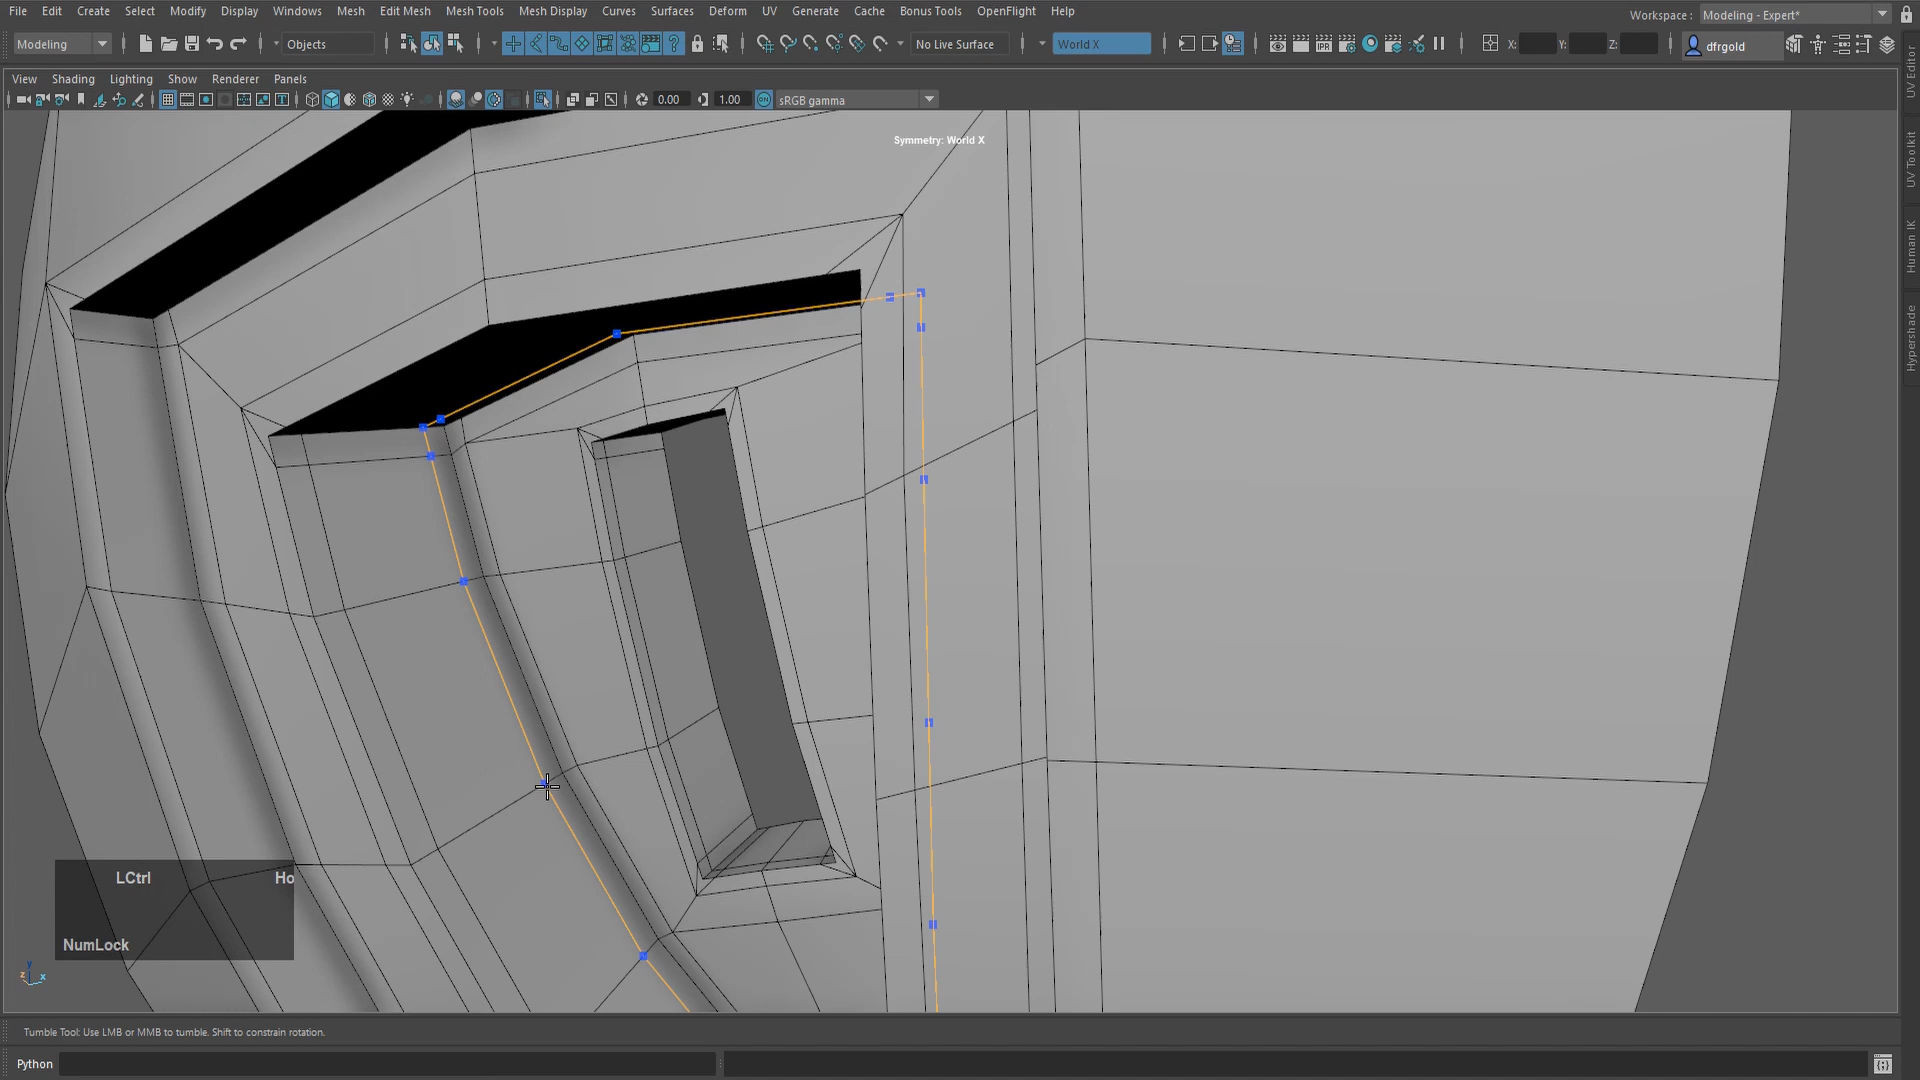 File Edit Create Select Modify Display Windows Mesh Edit Mesh Mesh Tools Mesh Display Curves Surfaces Deform UV Generate Cache Bonus Tools OpenFlight Help
Workspace : Modeling - Expert*
Modeling Objects No Live Surface World X X: Y: Z: dfrgold
View Shading Lighting Show Renderer Panels
0.00 1.00 ON sRGB gamma
Symmetry: World X
UV Editor
UV Toolkit
Human IK
Hypershade
LCtrl Ho
NumLock
y
z x
Tumble Tool: Use LMB or MMB to tumble. Shift to constrain rotation.
Python